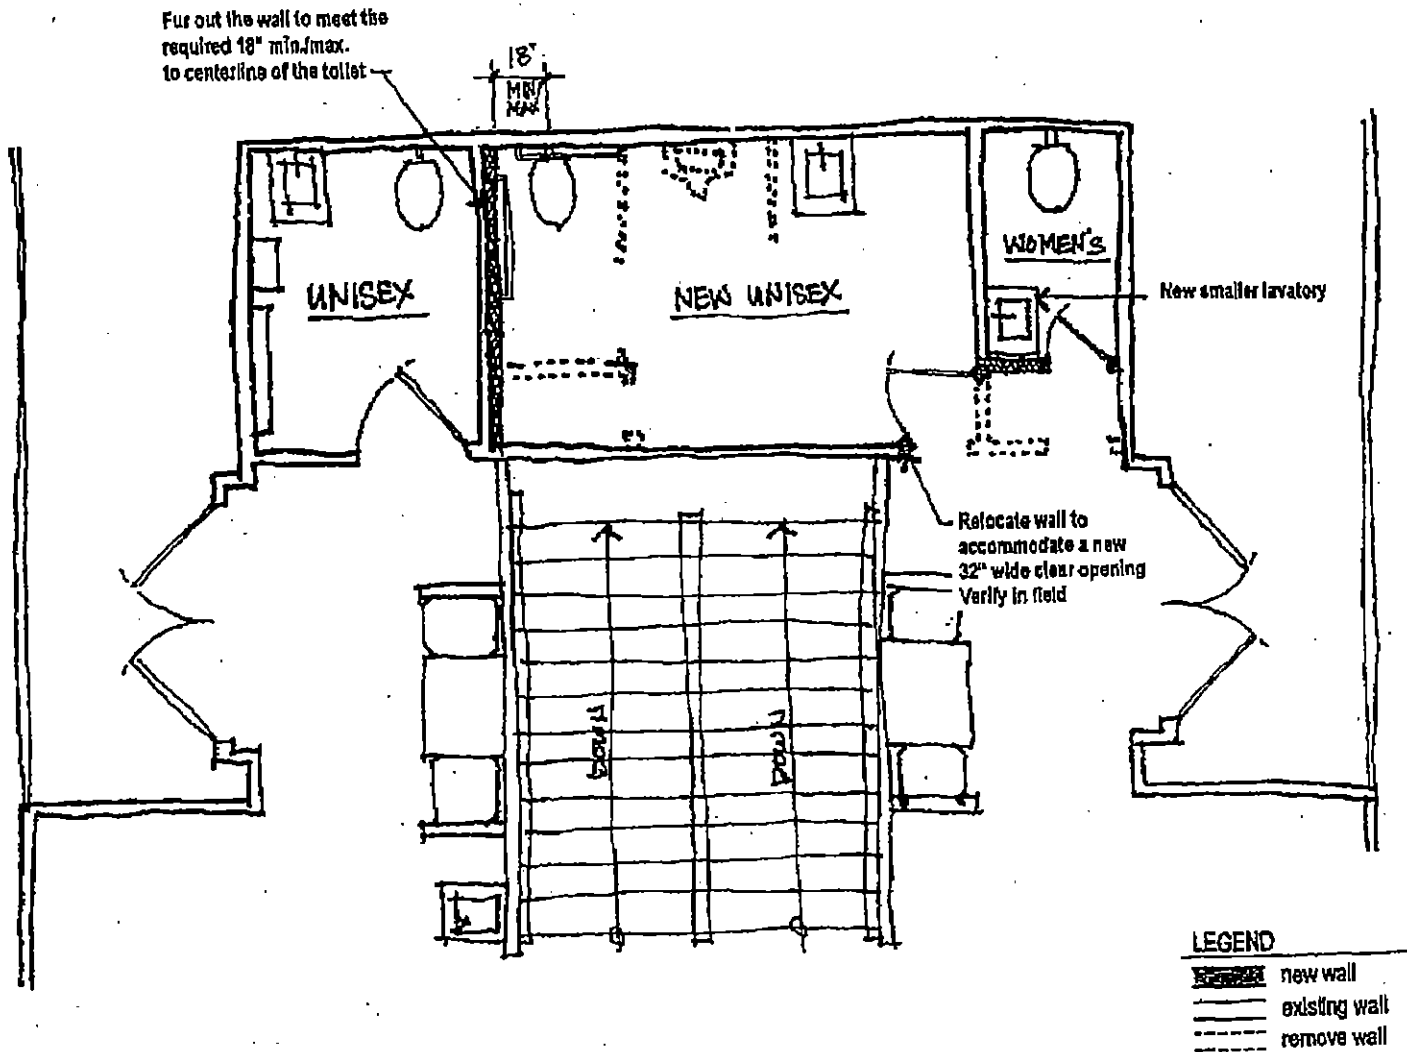 Fur out the wall to meet the
required 18" min./max.
to centerline of the toilet
18"
MIN
MAX
UNISEX
NEW UNISEX
WOMEN'S
New smaller lavatory
Relocate wall to
accommodate a new
32" wide clear opening
Verify in field
DOWN
DOWN
LEGEND
new wall
existing wall
remove wall